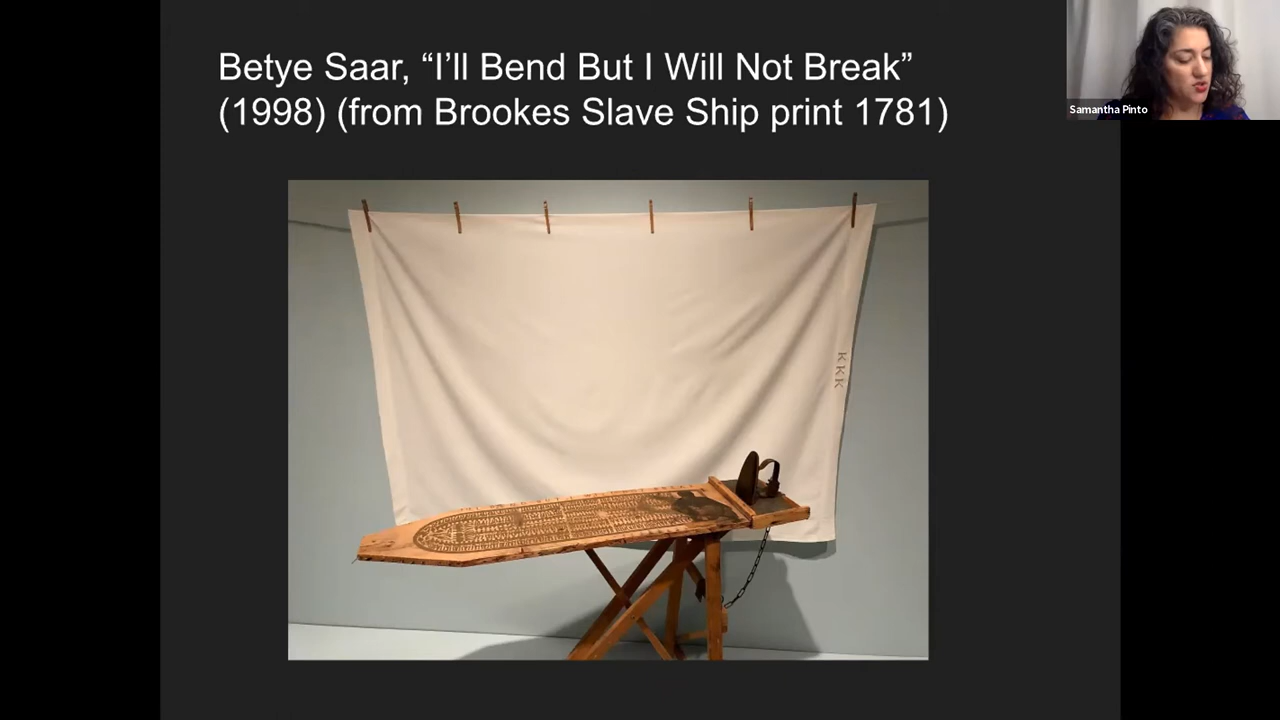 Betye Saar, “I’ll Bend But I Will Not Break”
(1998) (from Brookes Slave Ship print 1781)
Samantha Pinto
KKK